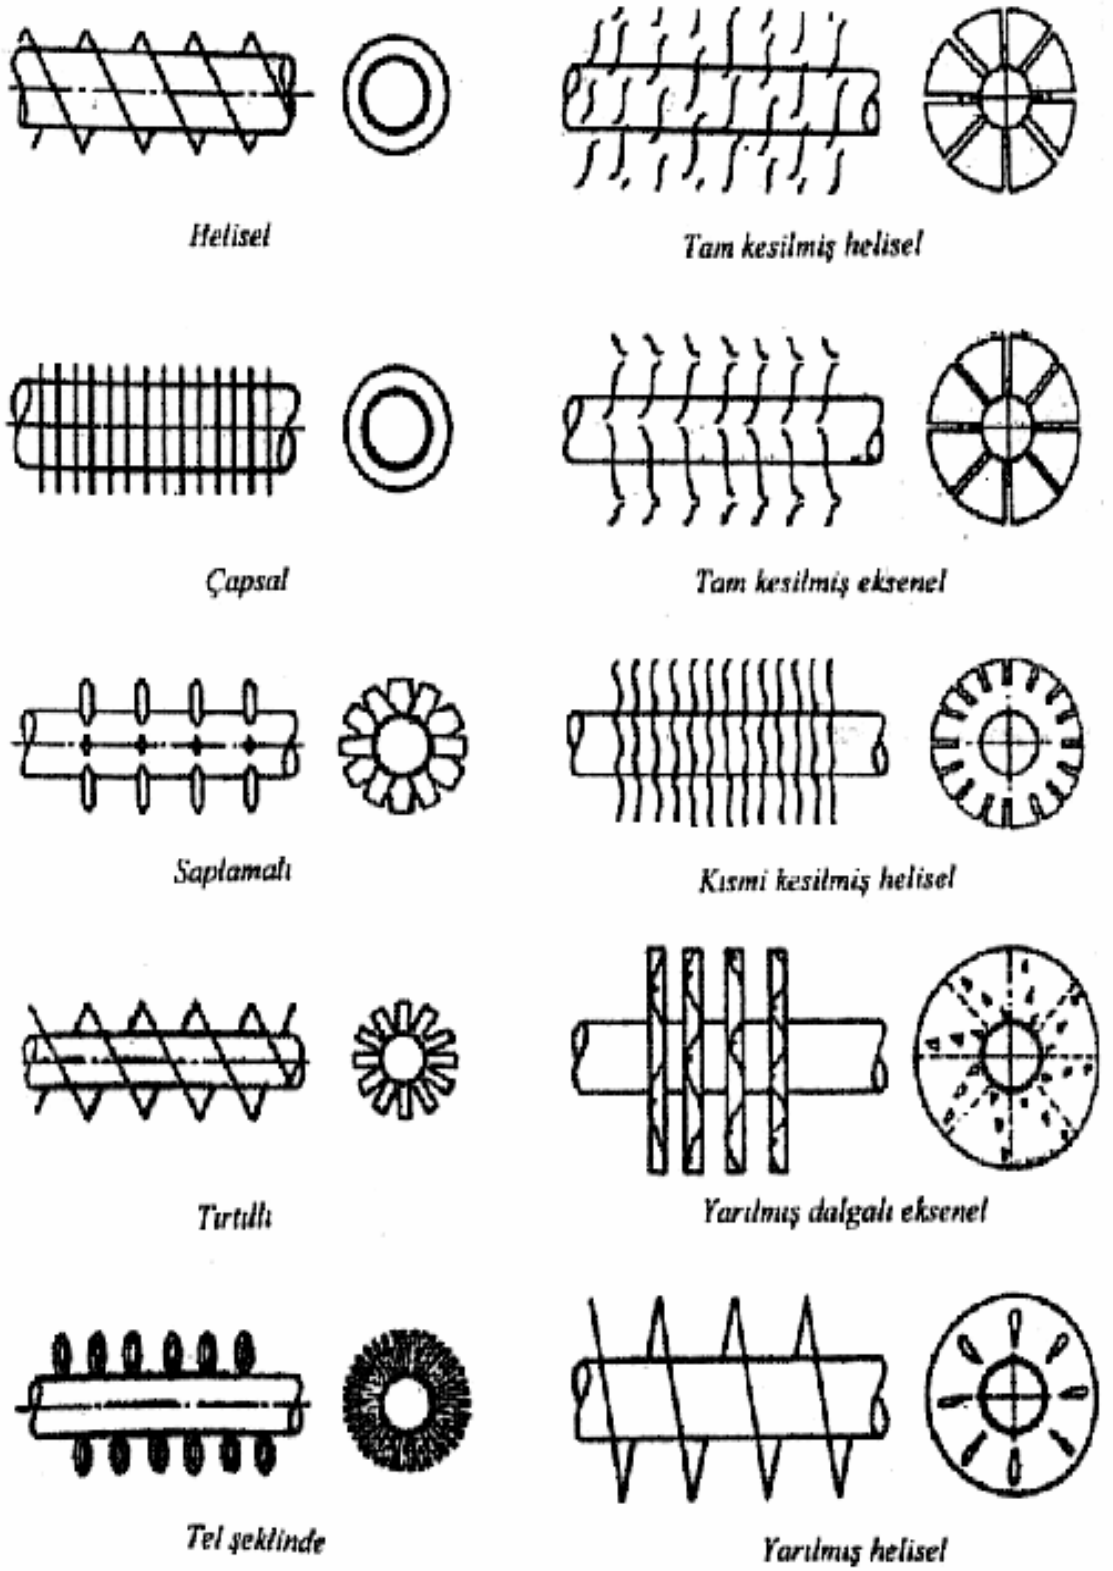 Helisel
Tam kesilmiş helisel
Çapsal
Tam kesilmiş eksenel
Saplamalı
Kısmi kesilmiş helisel
Tırtıllı
Yarılmış dalgalı eksenel
Tel şeklinde
Yarılmış helisel